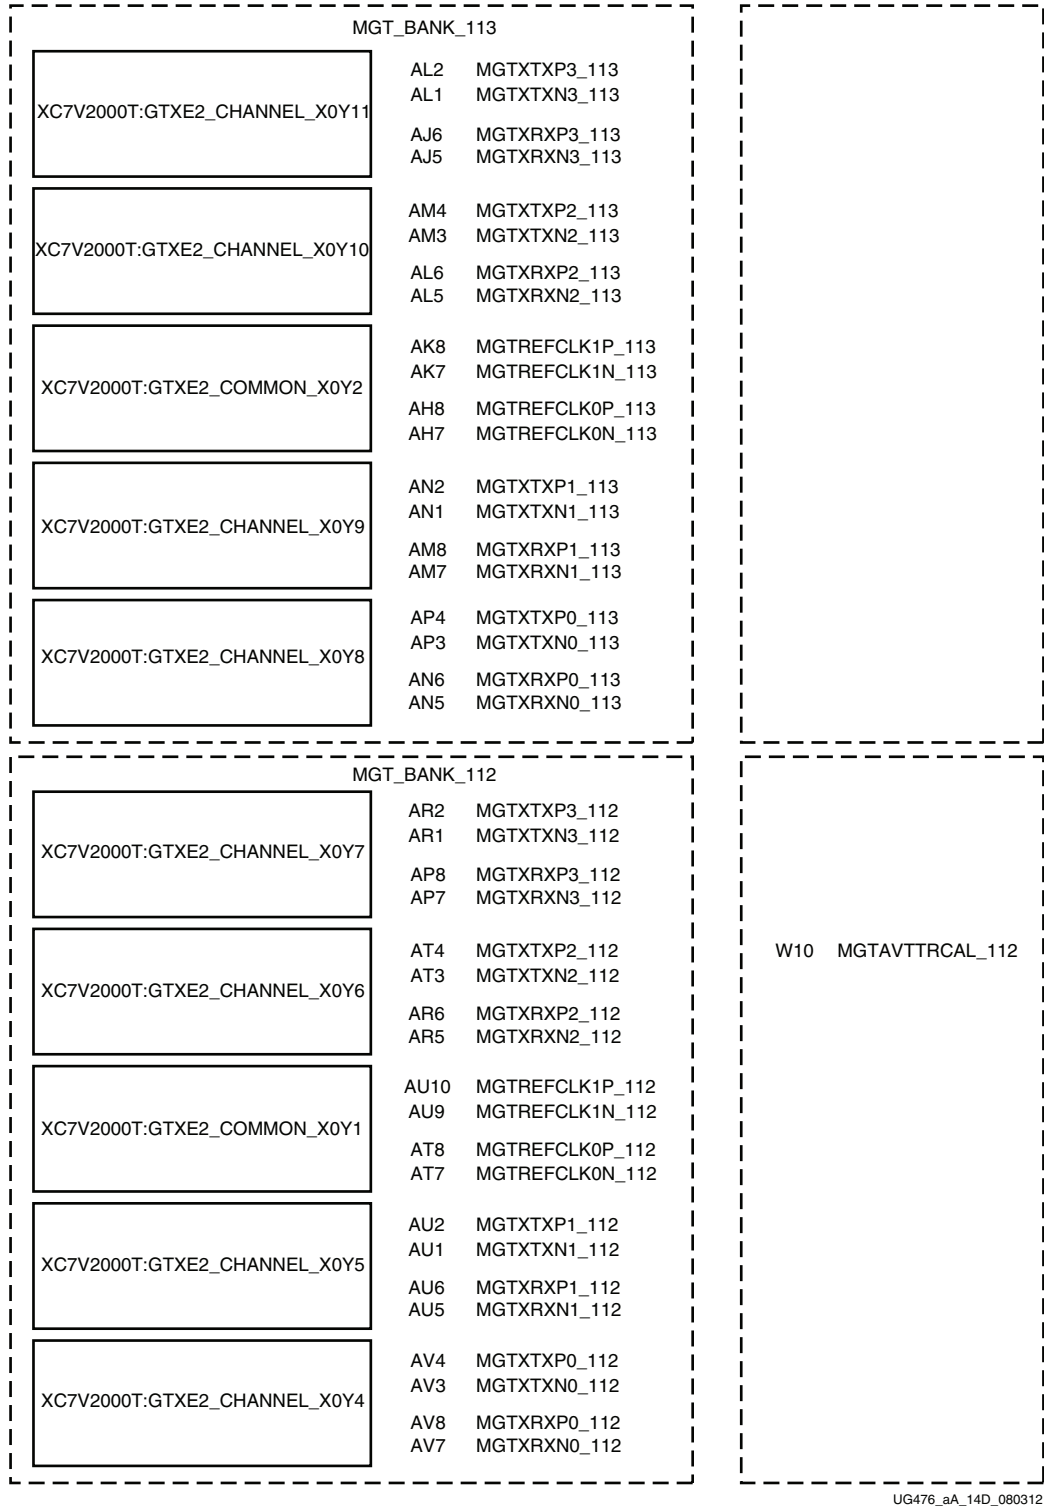 MGT_BANK_113
XC7V2000T:GTXE2_CHANNEL_X0Y11
AL2 MGTXTXP3_113
AL1 MGTXTXN3_113
AJ6 MGTXRXP3_113
AJ5 MGTXRXN3_113
XC7V2000T:GTXE2_CHANNEL_X0Y10
AM4 MGTXTXP2_113
AM3 MGTXTXN2_113
AL6 MGTXRXP2_113
AL5 MGTXRXN2_113
XC7V2000T:GTXE2_COMMON_X0Y2
AK8 MGTREFCLK1P_113
AK7 MGTREFCLK1N_113
AH8 MGTREFCLK0P_113
AH7 MGTREFCLK0N_113
XC7V2000T:GTXE2_CHANNEL_X0Y9
AN2 MGTXTXP1_113
AN1 MGTXTXN1_113
AM8 MGTXRXP1_113
AM7 MGTXRXN1_113
XC7V2000T:GTXE2_CHANNEL_X0Y8
AP4 MGTXTXP0_113
AP3 MGTXTXN0_113
AN6 MGTXRXP0_113
AN5 MGTXRXN0_113
MGT_BANK_112
XC7V2000T:GTXE2_CHANNEL_X0Y7
AR2 MGTXTXP3_112
AR1 MGTXTXN3_112
AP8 MGTXRXP3_112
AP7 MGTXRXN3_112
XC7V2000T:GTXE2_CHANNEL_X0Y6
AT4 MGTXTXP2_112
AT3 MGTXTXN2_112
AR6 MGTXRXP2_112
AR5 MGTXRXN2_112
XC7V2000T:GTXE2_COMMON_X0Y1
AU10 MGTREFCLK1P_112
AU9 MGTREFCLK1N_112
AT8 MGTREFCLK0P_112
AT7 MGTREFCLK0N_112
XC7V2000T:GTXE2_CHANNEL_X0Y5
AU2 MGTXTXP1_112
AU1 MGTXTXN1_112
AU6 MGTXRXP1_112
AU5 MGTXRXN1_112
XC7V2000T:GTXE2_CHANNEL_X0Y4
AV4 MGTXTXP0_112
AV3 MGTXTXN0_112
AV8 MGTXRXP0_112
AV7 MGTXRXN0_112
W10 MGTAVTTRCAL_112
UG476_aA_14D_080312